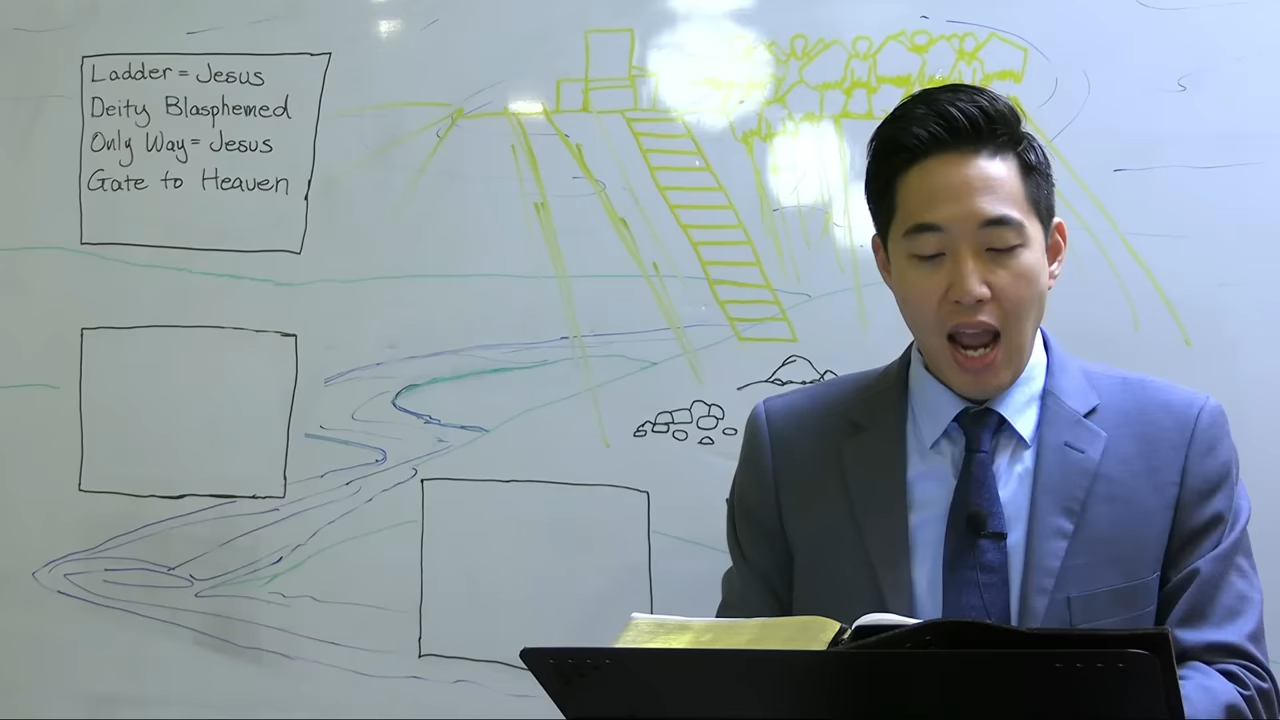 Ladder = Jesus
Deity Blasphemed
Only Way = Jesus
Gate to Heaven